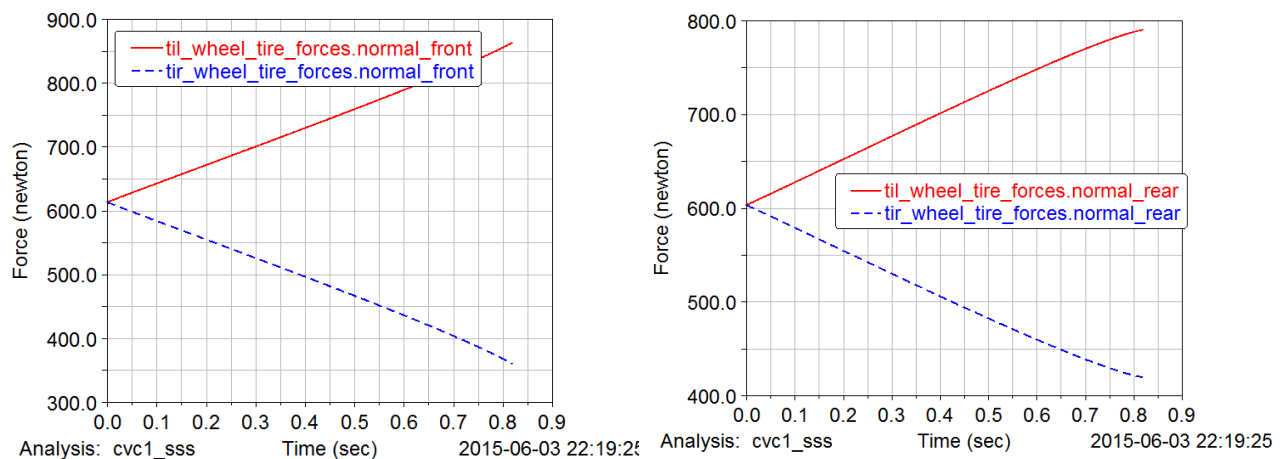 900.0
til_wheel_tire_forces.normal_front
tir_wheel_tire_forces.normal_front
800.0
700.0
600.0
500.0
400.0
300.0
Force (newton)
0.0 0.1 0.2 0.3 0.4 0.5 0.6 0.7 0.8 0.9
Analysis: cvc1_sss Time (sec) 2015-06-03 22:19:25
800.0
700.0
til_wheel_tire_forces.normal_rear
tir_wheel_tire_forces.normal_rear
600.0
500.0
400.0
Force (newton)
0.0 0.1 0.2 0.3 0.4 0.5 0.6 0.7 0.8 0.9
Analysis: cvc1_sss Time (sec) 2015-06-03 22:19:25